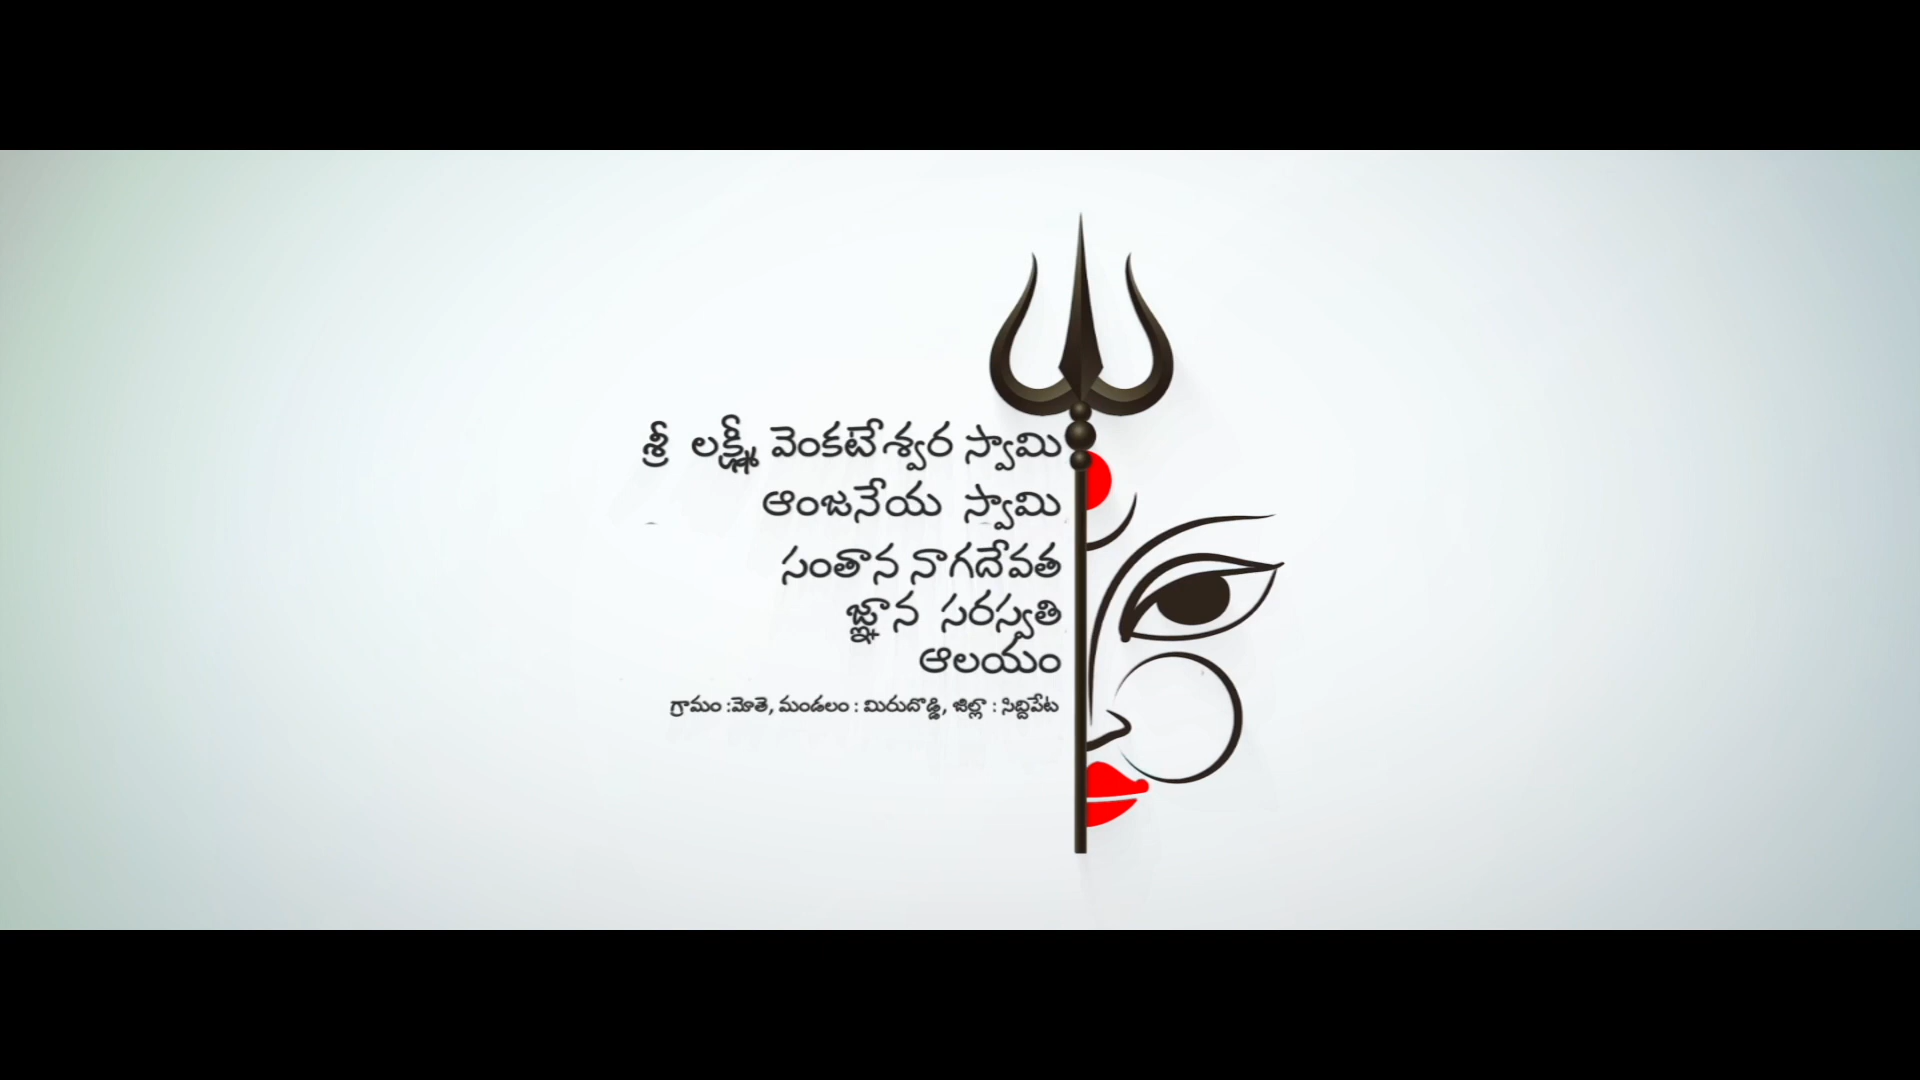 శ్రీ లక్ష్మీ వెంకటేశ్వర స్వామి
ఆంజనేయ స్వామి
సంతాన నాగదేవత
జ్ఞాన సరస్వతి
ఆలయం
గ్రామం :మోతె, మండలం : మిరుదొడ్డి, జిల్లా : సిద్దిపేట